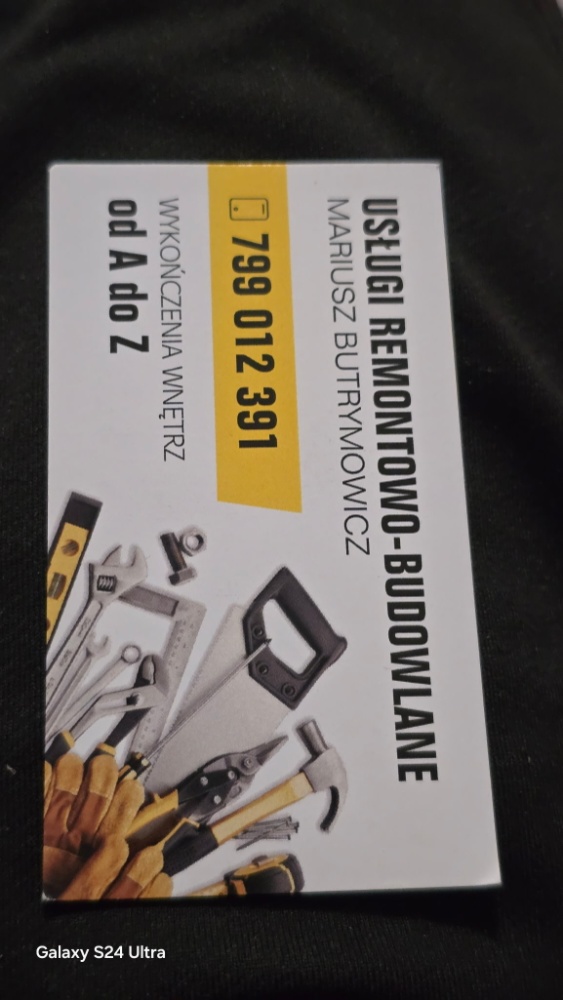 USŁUGI REMONTOWO-BUDOWLANE
MARIUSZ BUTRYMOWICZ
799 012 391
WYKOŃCZENIA WNĘTRZ
od A do Z
Galaxy S24 Ultra